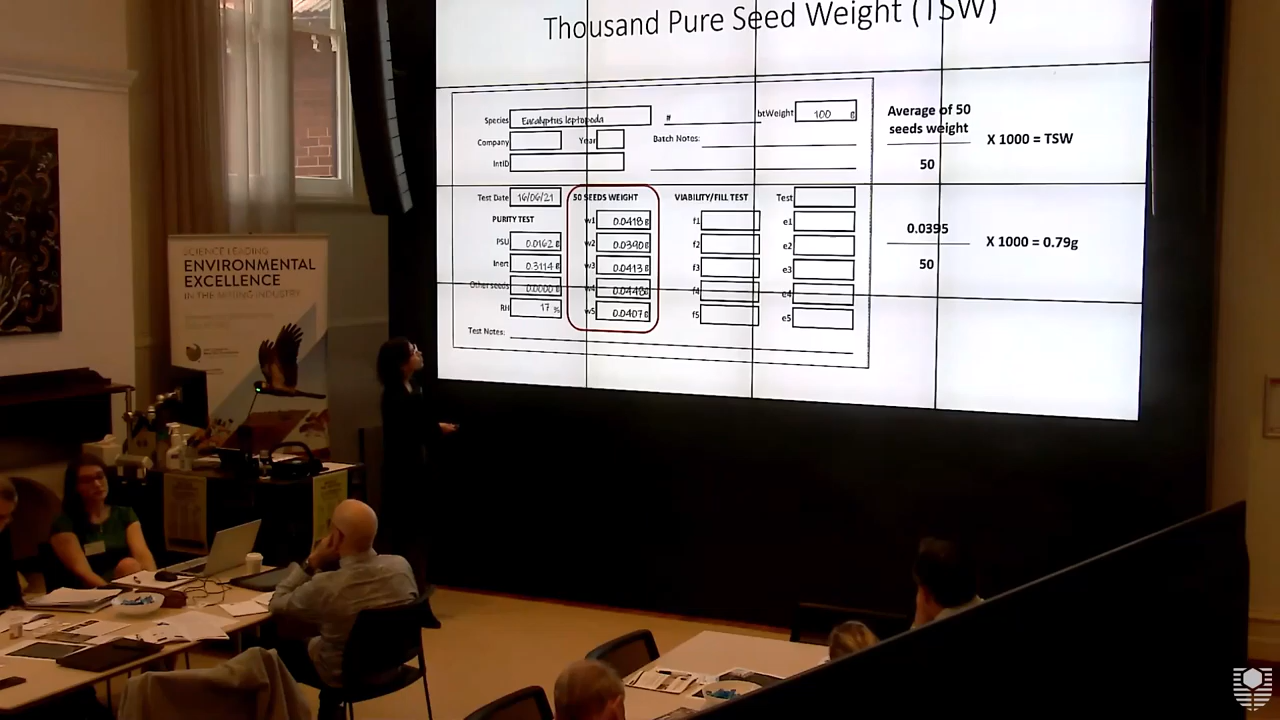 Thousand Pure Seed Weight (TSW)
Species Eucalyptus leptopoda # btWeight 100 g
Company Year Batch Notes:
IntID
Test Date 16/06/21 50 SEEDS WEIGHT VIABILITY/FILL TEST Test
PURITY TEST w1 0.0418 g f1 e1
PSU 0.0162 g w2 0.0390 g f2 e2
Inert 0.3114 g w3 0.0413 g f3 e3
Other seeds 0.0000 g w4 f4 e4
RH 17 % w5 0.0407 g f5 e5
Test Notes:
Average of 50
seeds weight
50
X 1000 = TSW
0.0395
50
X 1000 = 0.79g
SCIENCE LEADING
ENVIRONMENTAL
EXCELLENCE
IN THE MINING INDUSTRY